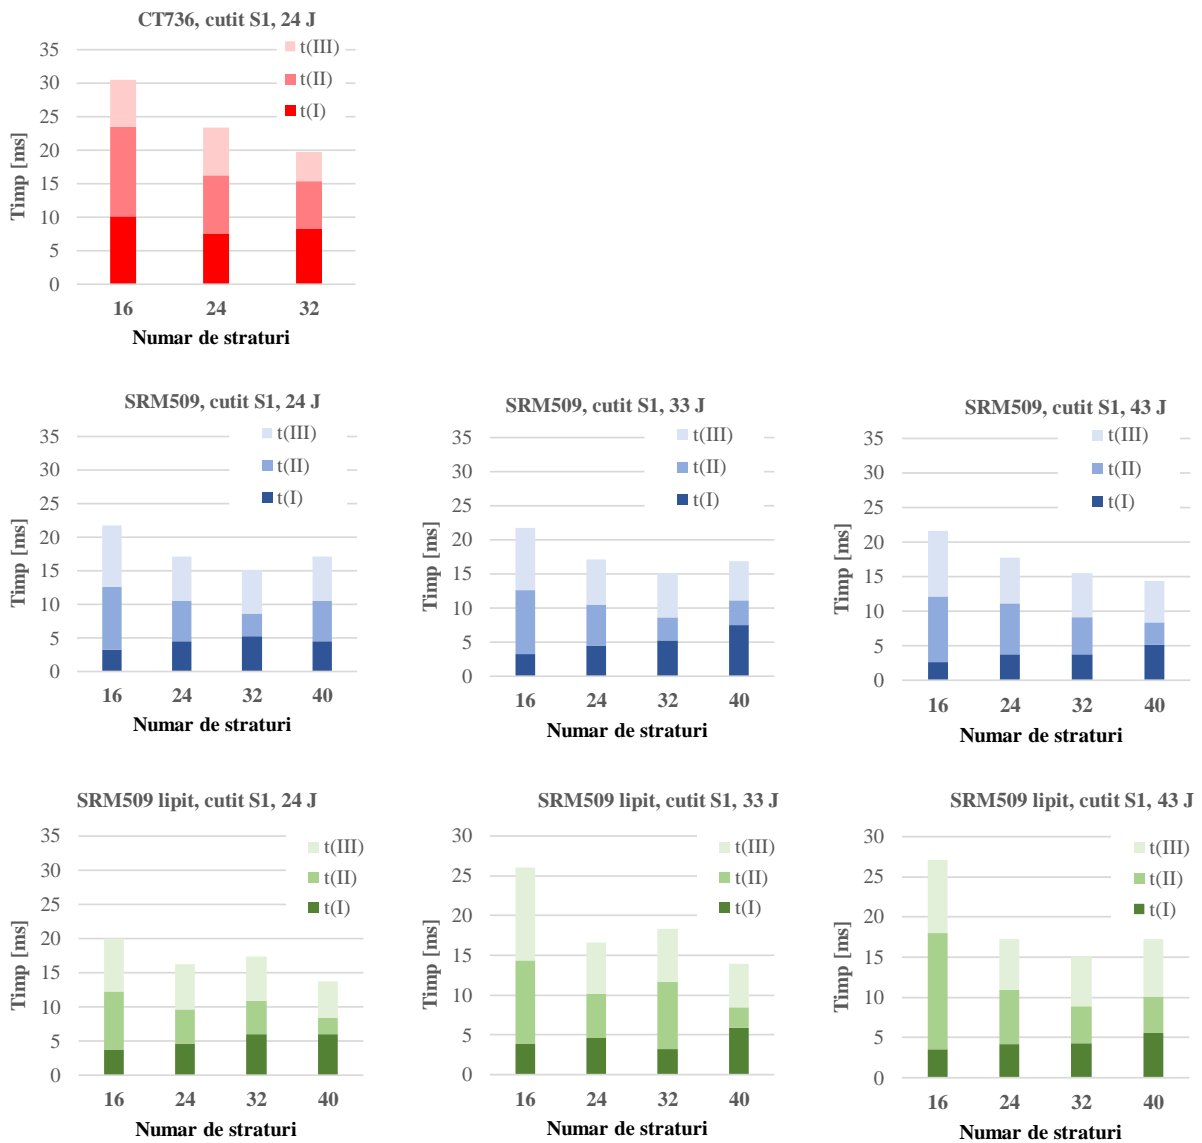 CT736, cutit S1, 24 J
35
30
25
20
15
10
5
0
Timp [ms]
t(III)
t(II)
t(I)
16 24 32
Numar de straturi
SRM509, cutit S1, 24 J
35
30
25
20
15
10
5
0
Timp [ms]
t(III)
t(II)
t(I)
16 24 32 40
Numar de straturi
SRM509, cutit S1, 33 J
35
30
25
20
15
10
5
0
Timp [ms]
t(III)
t(II)
t(I)
16 24 32 40
Numar de straturi
SRM509, cutit S1, 43 J
35
30
25
20
15
10
5
0
Timp [ms]
t(III)
t(II)
t(I)
16 24 32 40
Numar de straturi
SRM509 lipit, cutit S1, 24 J
35
30
25
20
15
10
5
0
Timp [ms]
t(III)
t(II)
t(I)
16 24 32 40
Numar de straturi
SRM509 lipit, cutit S1, 33 J
30
25
20
15
10
5
0
Timp [ms]
t(III)
t(II)
t(I)
16 24 32 40
Numar de straturi
SRM509 lipit, cutit S1, 43 J
30
25
20
15
10
5
0
Timp [ms]
t(III)
t(II)
t(I)
16 24 32 40
Numar de straturi